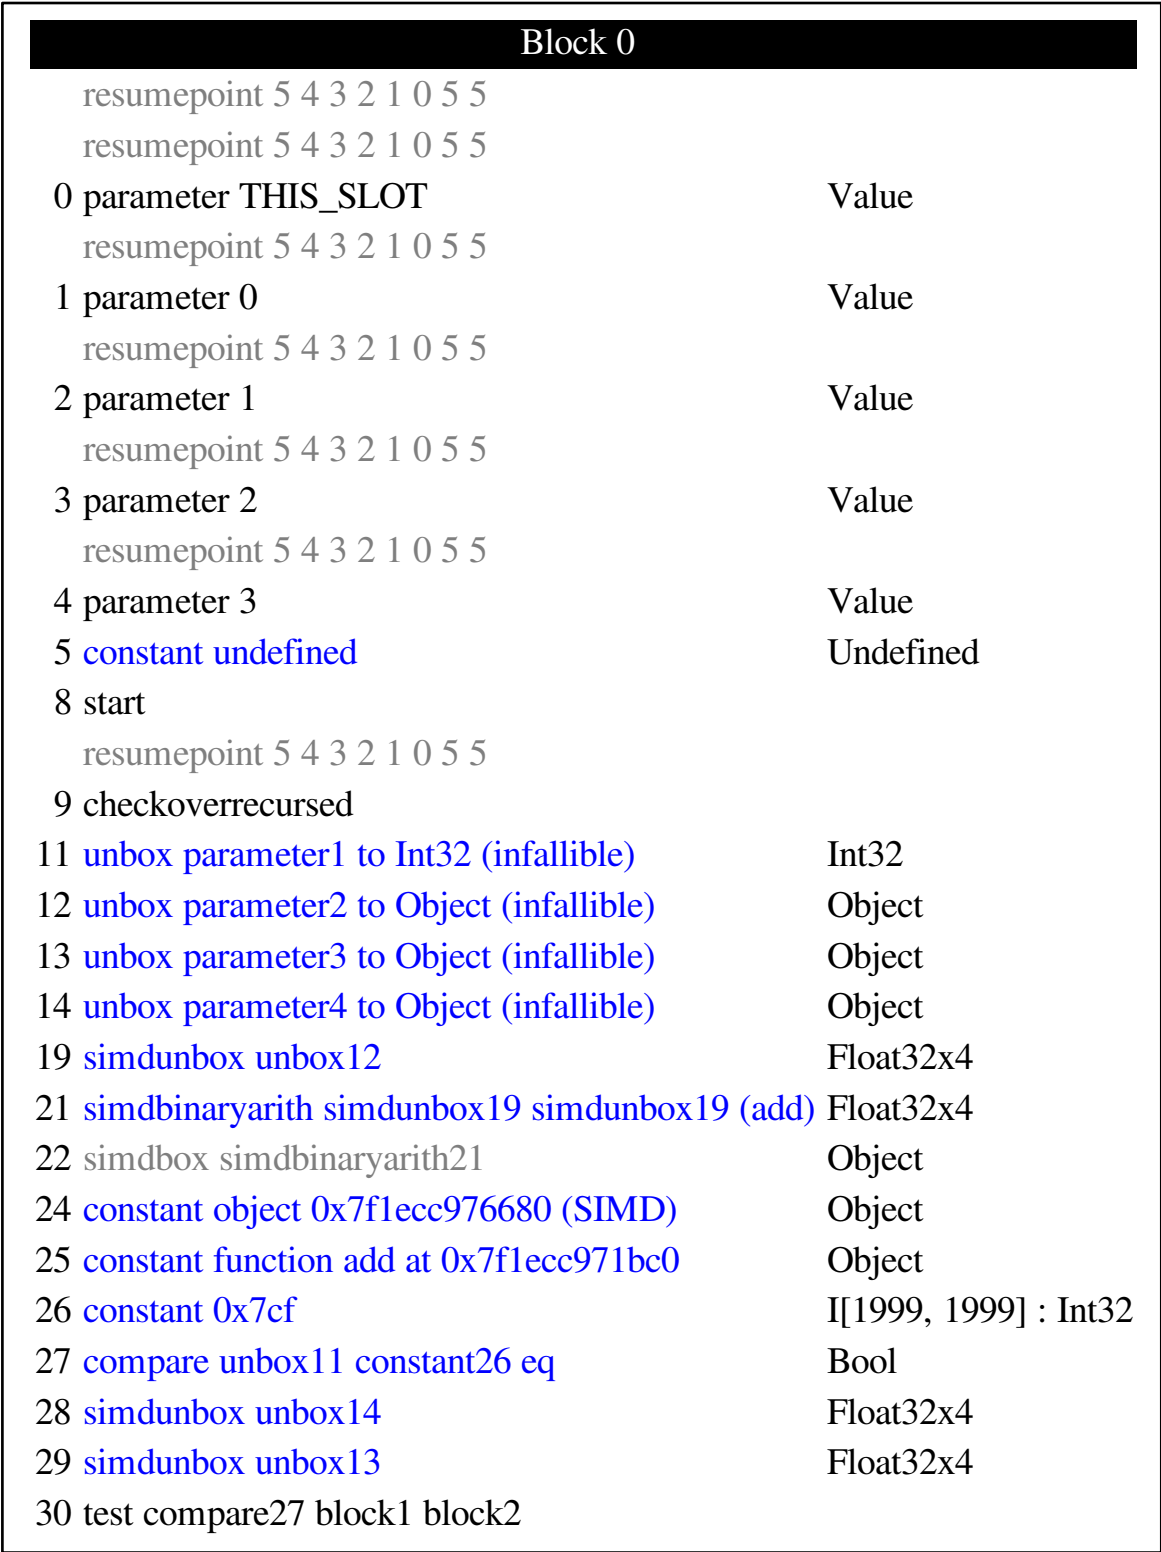 Block 0
resumepoint 5 4 3 2 1 0 5 5
resumepoint 5 4 3 2 1 0 5 5
0 parameter THIS_SLOT Value
resumepoint 5 4 3 2 1 0 5 5
1 parameter 0 Value
resumepoint 5 4 3 2 1 0 5 5
2 parameter 1 Value
resumepoint 5 4 3 2 1 0 5 5
3 parameter 2 Value
resumepoint 5 4 3 2 1 0 5 5
4 parameter 3 Value
5 constant undefined Undefined
8 start
resumepoint 5 4 3 2 1 0 5 5
9 checkoverrecursed
11 unbox parameter1 to Int32 (infallible) Int32
12 unbox parameter2 to Object (infallible) Object
13 unbox parameter3 to Object (infallible) Object
14 unbox parameter4 to Object (infallible) Object
19 simdunbox unbox12 Float32x4
21 simdbinaryarith simdunbox19 simdunbox19 (add) Float32x4
22 simdbox simdbinaryarith21 Object
24 constant object 0x7f1ecc976680 (SIMD) Object
25 constant function add at 0x7f1ecc971bc0 Object
26 constant 0x7cf I[1999, 1999] : Int32
27 compare unbox11 constant26 eq Bool
28 simdunbox unbox14 Float32x4
29 simdunbox unbox13 Float32x4
30 test compare27 block1 block2